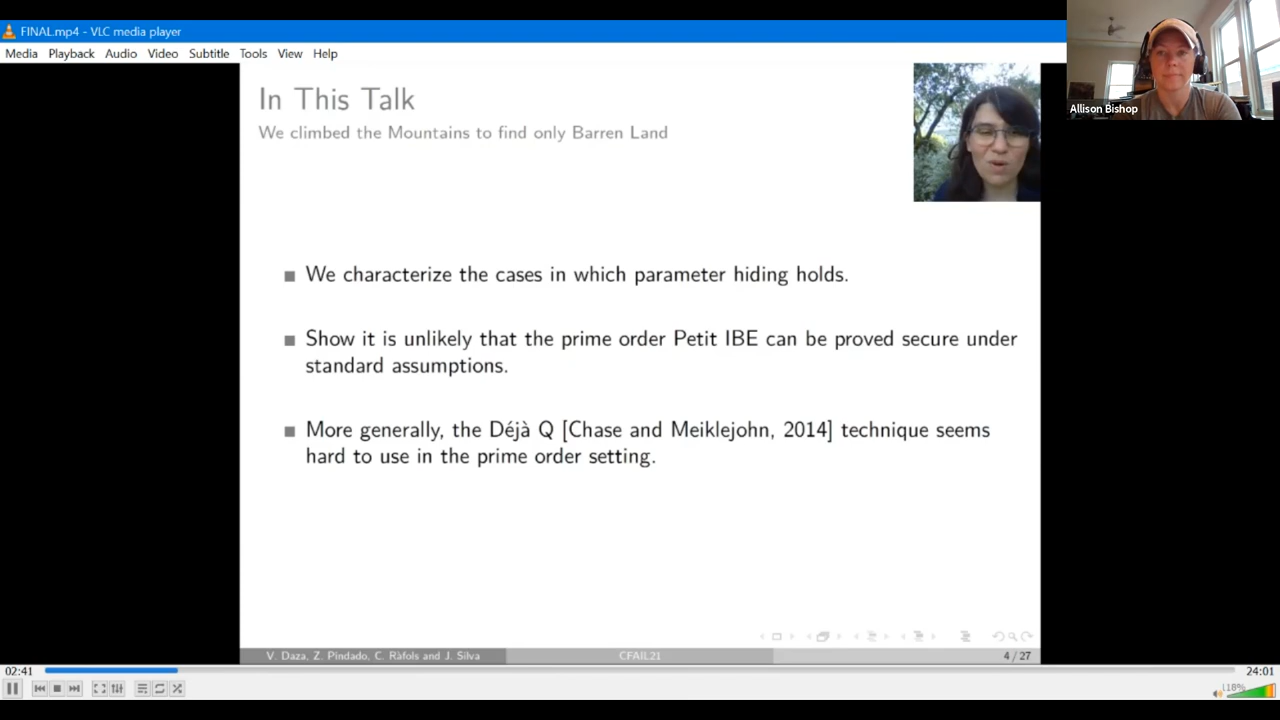 FINAL.mp4 - VLC media player
Media Playback Audio Video Subtitle Tools View Help
Allison Bishop
In This Talk
We climbed the Mountains to find only Barren Land
We characterize the cases in which parameter hiding holds.
Show it is unlikely that the prime order Petit IBE can be proved secure under
standard assumptions.
More generally, the Déjà Q [Chase and Meiklejohn, 2014] technique seems
hard to use in the prime order setting.
V. Daza, Z. Pindado, C. Ràfols and J. Silva
CFAIL21
4 / 27
02:41
24:01
118%